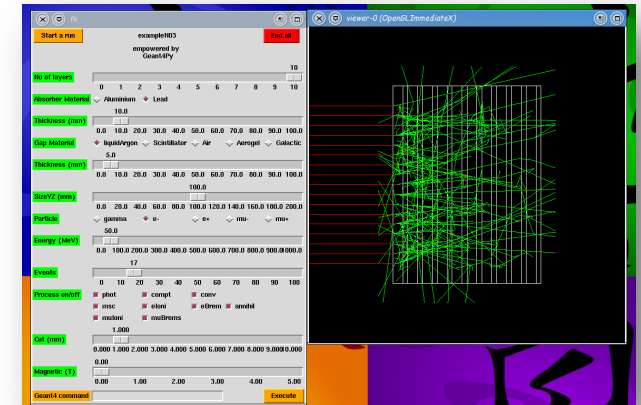 tk
viewer-0 (OpenGLImmediateX)
Start a run
exampleN03
End all
empowered by
Geant4Py
10
No of layers
0 1 2 3 4 5 6 7 8 9 10
Absorber Material Aluminium Lead
10.0
Thickness (mm)
0.0 10.0 20.0 30.0 40.0 50.0 60.0 70.0 80.0 90.0 100.0
Gap Material liquidArgon Scintillator Air Aerogel Galactic
5.0
Thickness (mm)
0.0 10.0 20.0 30.0 40.0 50.0 60.0 70.0 80.0 90.0 100.0
100.0
SizeYZ (mm)
0.0 20.0 40.0 60.0 80.0 100.0 120.0 140.0 160.0 180.0 200.0
Particle gamma e- e+ mu- mu+
50.0
Energy (MeV)
0.0 100.0 200.0 300.0 400.0 500.0 600.0 700.0 800.0 900.0 1000.0
17
Events
0 10 20 30 40 50 60 70 80 90 100
Process on/off phot compt conv
msc eIoni eBrem annihil
muIoni muBrems
1.000
Cut (mm)
0.000 1.000 2.000 3.000 4.000 5.000 6.000 7.000 8.000 9.000 10.000
0.00
Magnetic (T)
0.00 1.00 2.00 3.00 4.00 5.00
Geant4 command
Execute